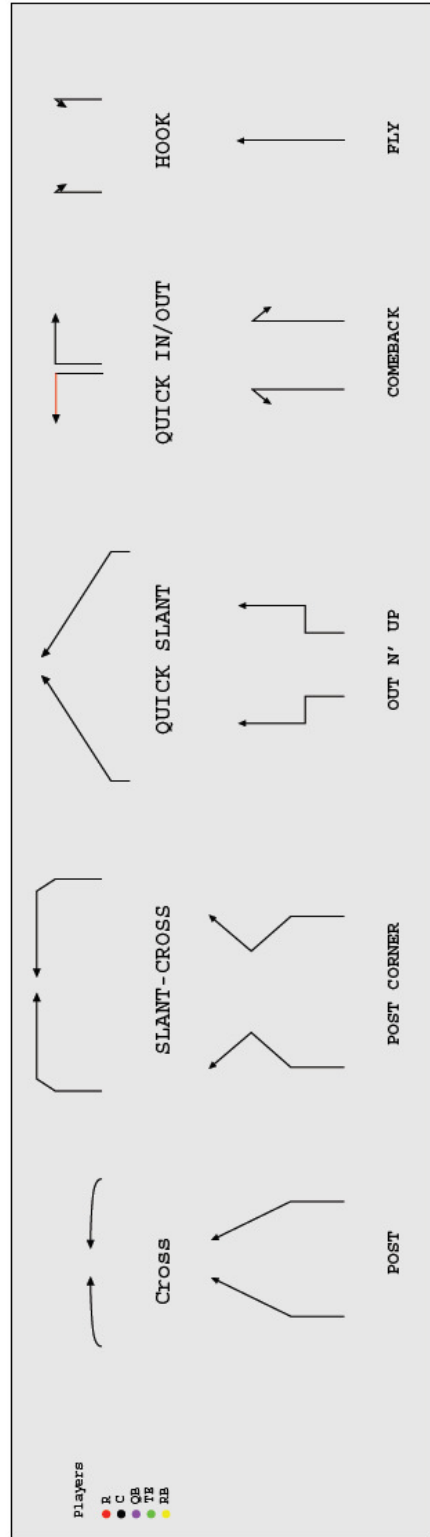 Players
R
C
QB
TE
RB
Cross
SLANT-CROSS
QUICK SLANT
QUICK IN/OUT
HOOK
POST
POST CORNER
OUT N' UP
COMEBACK
FLY